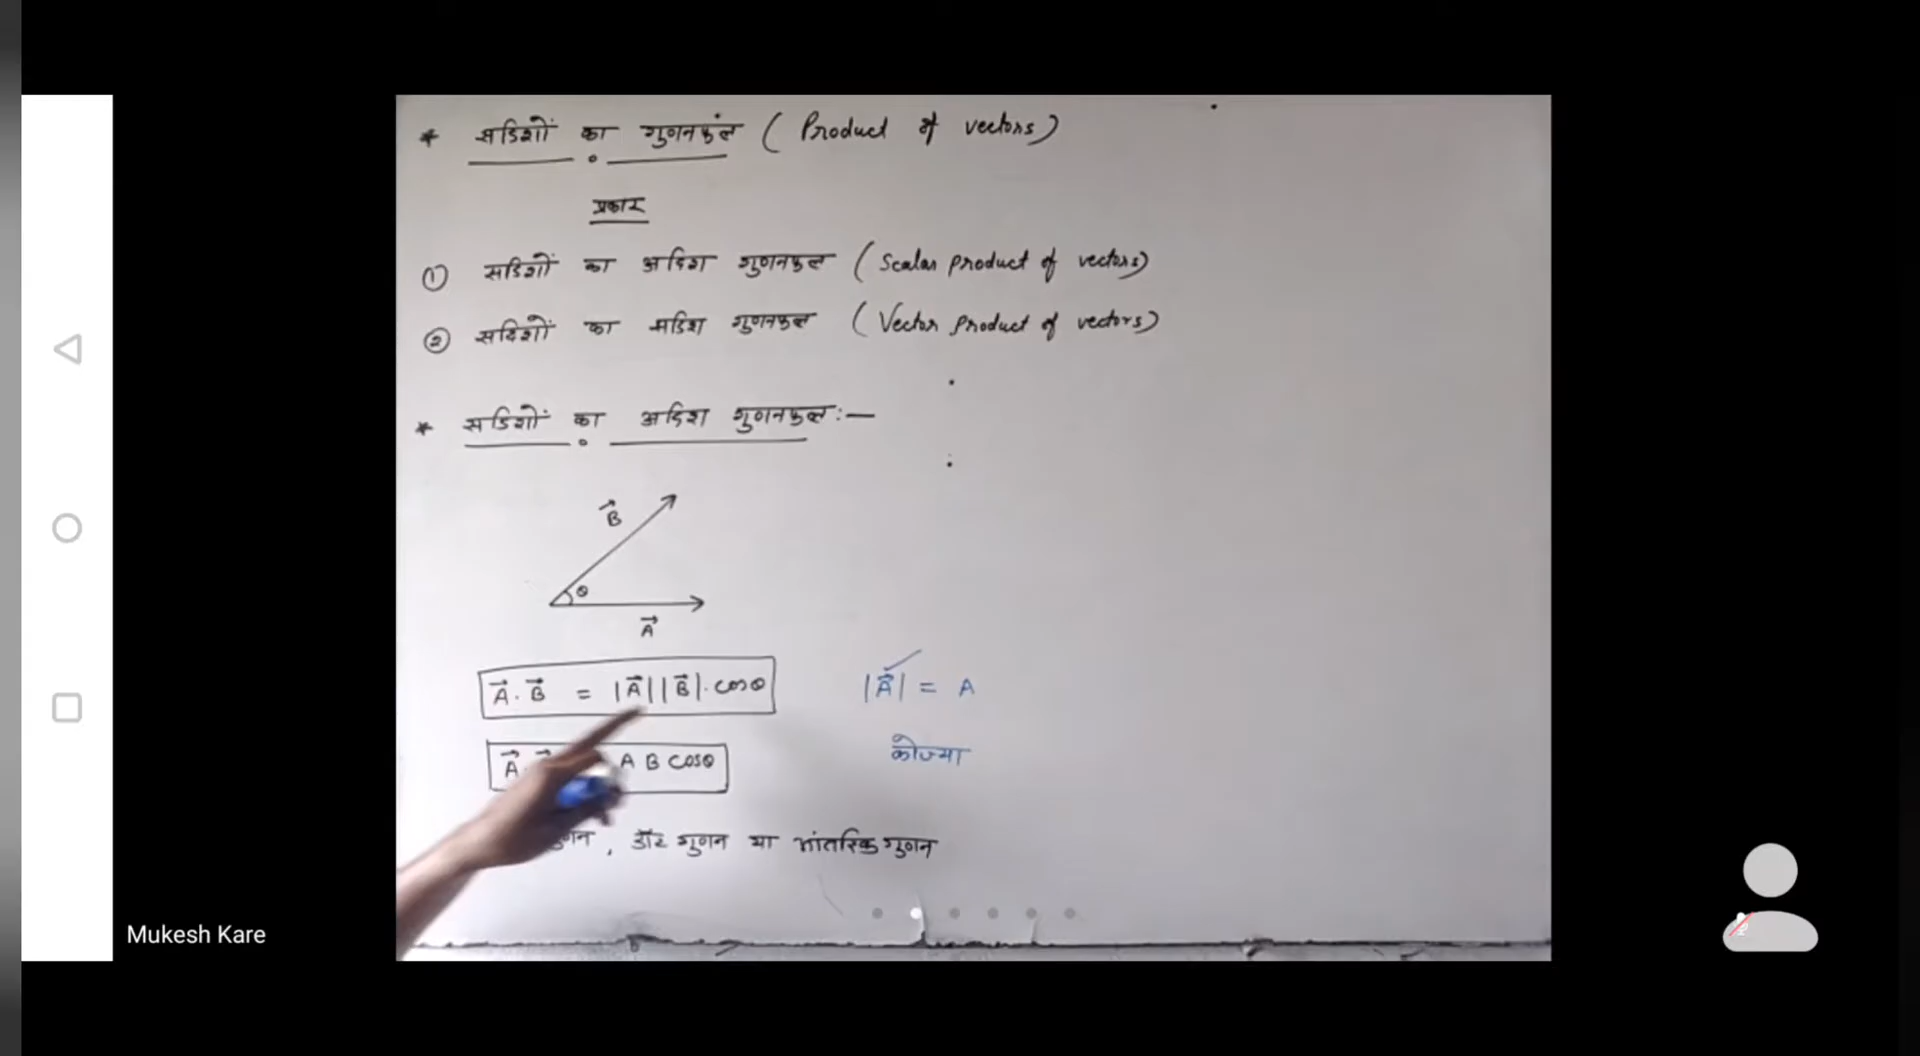 * सदिशों का गुणनफल ( Product of vectors )
प्रकार
① सदिशों का अदिश गुणनफल ( Scalar product of vectors )
② सदिशों का सदिश गुणनफल ( Vector product of vectors )
* सदिशों का अदिश गुणनफल :—
B⃗
θ
A⃗
A⃗ . B⃗ = |A⃗| |B⃗| . cosθ
|A⃗| = A
A⃗ . A B cosθ
कोज्या
गुणन , डॉट गुणन या आंतरिक गुणन
Mukesh Kare